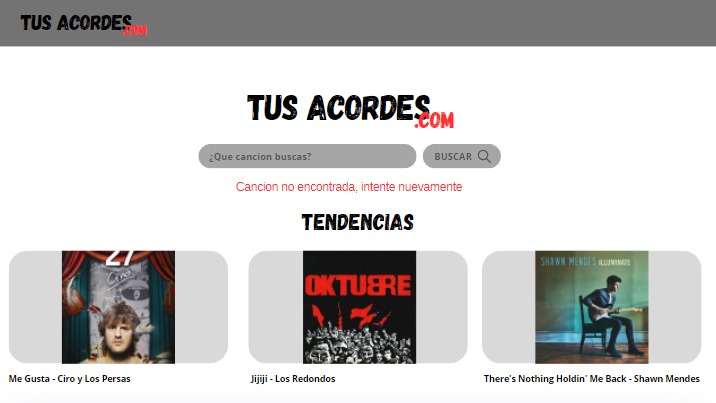 TUS ACORDES.COM
TUS ACORDES.COM
¿Que cancion buscas?
BUSCAR
Cancion no encontrada, intente nuevamente
TENDENCIAS
27
Ciro
OKTUBRE
SHAWN MENDES ILLUMINATE
Me Gusta - Ciro y Los Persas
Jijiji - Los Redondos
There's Nothing Holdin' Me Back - Shawn Mendes